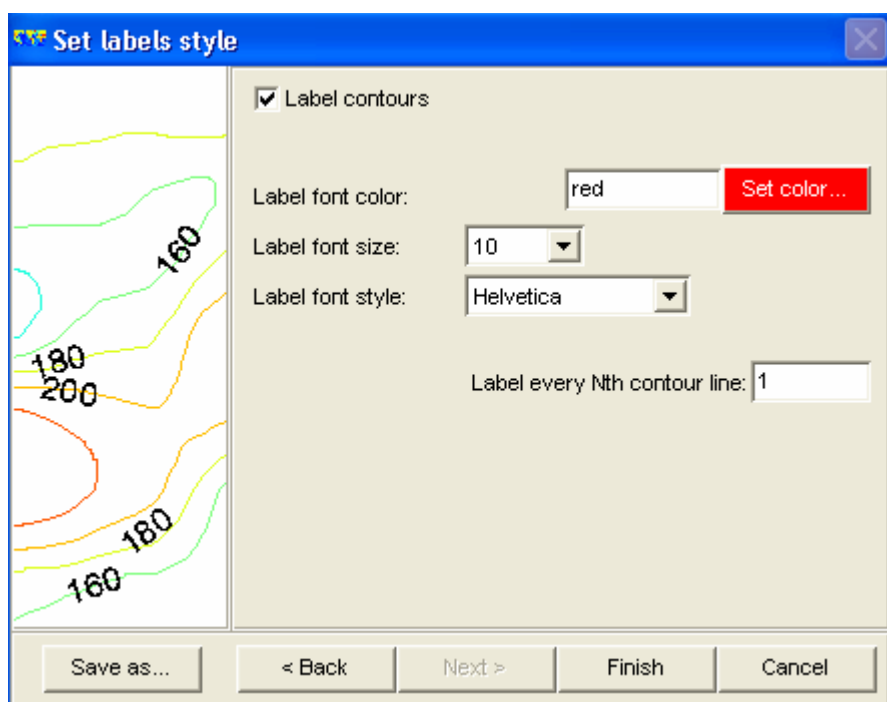 Set labels style
Label contours
Label font color: red Set color...
Label font size: 10
Label font style: Helvetica
Label every Nth contour line: 1
160
180
200
180
160
Save as... < Back Next > Finish Cancel